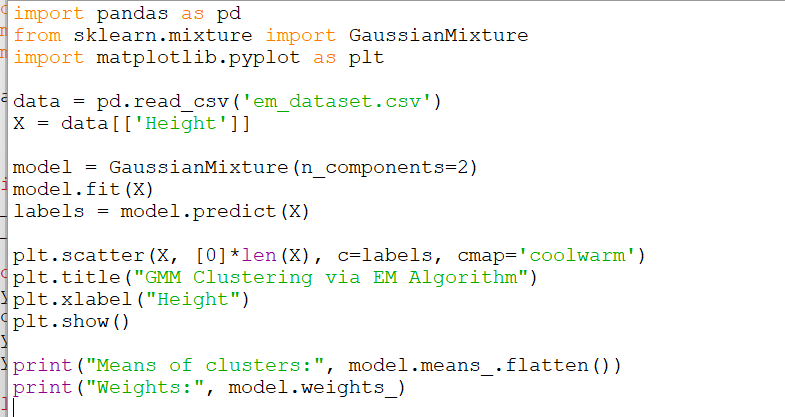 import pandas as pd
from sklearn.mixture import GaussianMixture
import matplotlib.pyplot as plt
data = pd.read_csv('em_dataset.csv')
X = data[['Height']]
model = GaussianMixture(n_components=2)
model.fit(X)
labels = model.predict(X)
plt.scatter(X, [0]*len(X), c=labels, cmap='coolwarm')
plt.title("GMM Clustering via EM Algorithm")
plt.xlabel("Height")
plt.show()
print("Means of clusters:", model.means_.flatten())
print("Weights:", model.weights_)